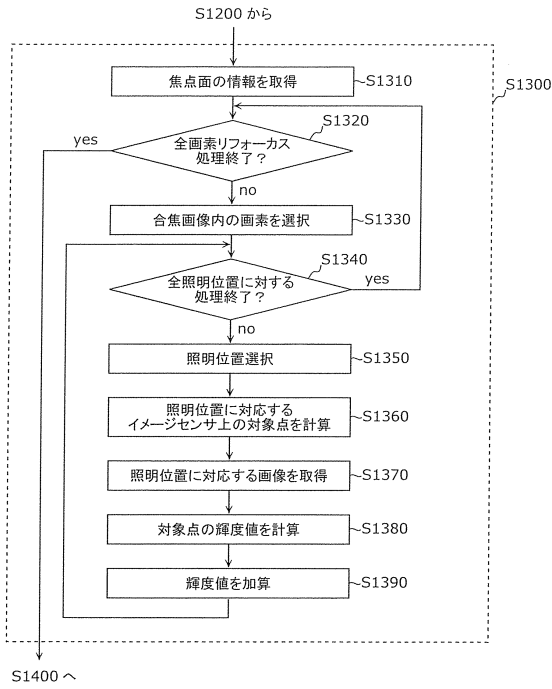 S1200 から
焦点面の情報を取得
S1310
S1300
S1320
yes
全画素リフォーカス
処理終了？
no
合焦画像内の画素を選択
S1330
S1340
全照明位置に対する
処理終了？
yes
no
照明位置選択
S1350
照明位置に対応する
イメージセンサ上の対象点を計算
S1360
照明位置に対応する画像を取得
S1370
対象点の輝度値を計算
S1380
輝度値を加算
S1390
S1400 へ